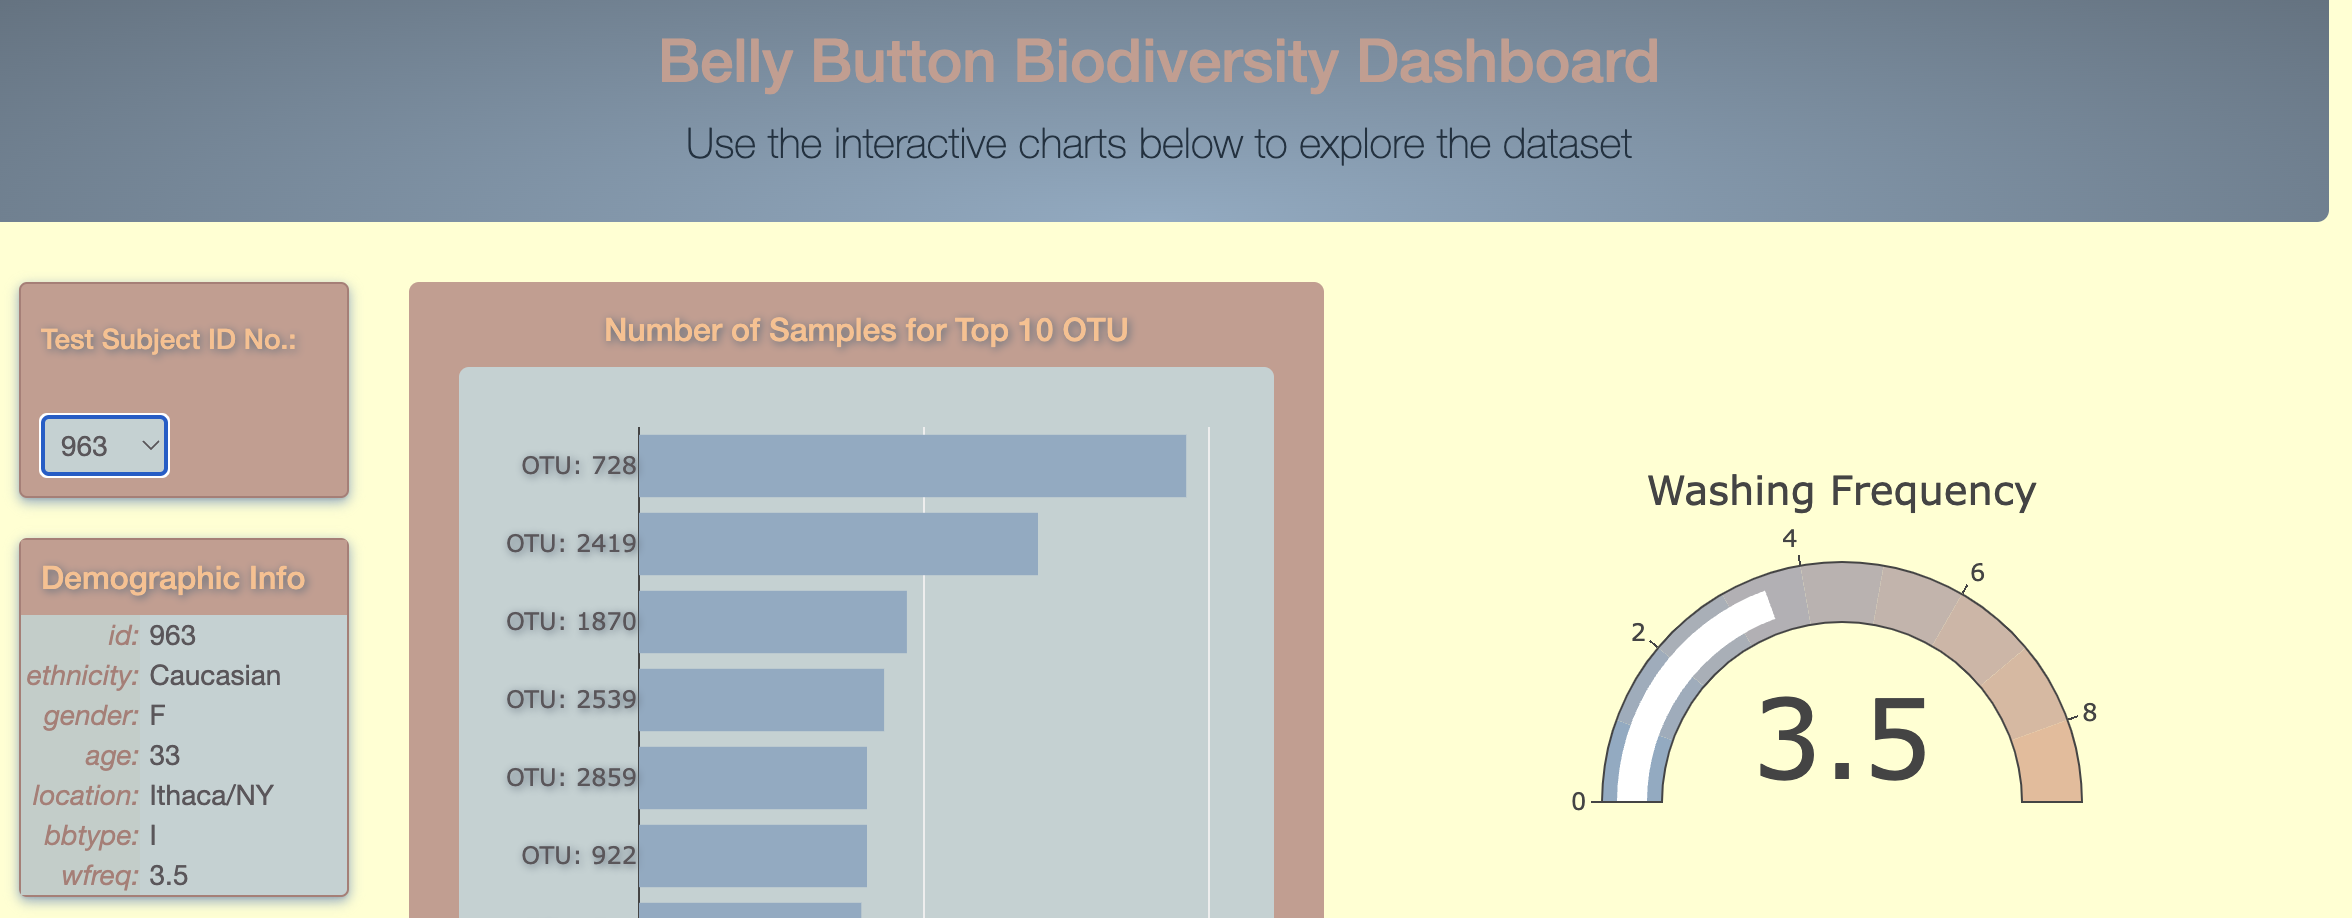 Belly Button Biodiversity Dashboard
Use the interactive charts below to explore the dataset
Test Subject ID No.:
963
Demographic Info
id: 963
ethnicity: Caucasian
gender: F
age: 33
location: Ithaca/NY
bbtype: I
wfreq: 3.5
Number of Samples for Top 10 OTU
OTU: 728
OTU: 2419
OTU: 1870
OTU: 2539
OTU: 2859
OTU: 922
Washing Frequency
0
2
4
6
8
3.5